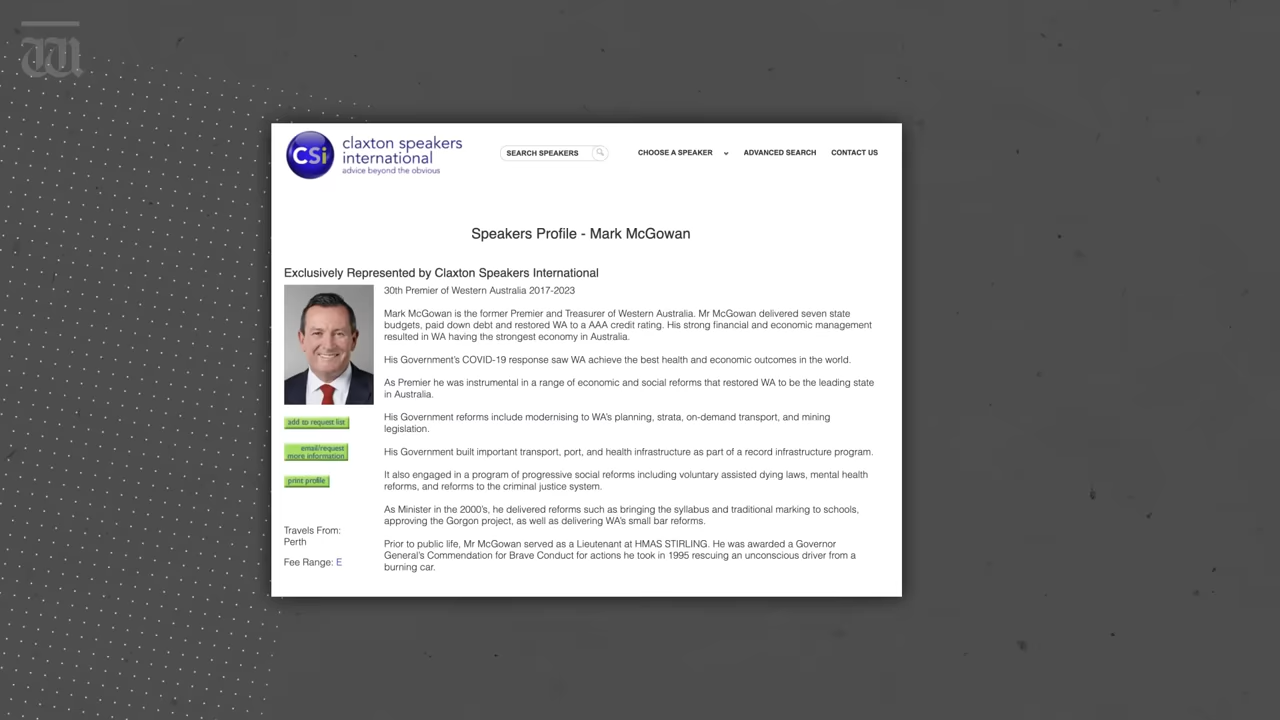 W
CSi
claxton speakers
international
advice beyond the obvious
SEARCH SPEAKERS
CHOOSE A SPEAKER
ADVANCED SEARCH
CONTACT US
Speakers Profile - Mark McGowan
Exclusively Represented by Claxton Speakers International
30th Premier of Western Australia 2017-2023
Mark McGowan is the former Premier and Treasurer of Western Australia. Mr McGowan delivered seven state
budgets, paid down debt and restored WA to a AAA credit rating. His strong financial and economic management
resulted in WA having the strongest economy in Australia.
His Government's COVID-19 response saw WA achieve the best health and economic outcomes in the world.
As Premier he was instrumental in a range of economic and social reforms that restored WA to be the leading state
in Australia.
His Government reforms include modernising to WA's planning, strata, on-demand transport, and mining
legislation.
His Government built important transport, port, and health infrastructure as part of a record infrastructure program.
It also engaged in a program of progressive social reforms including voluntary assisted dying laws, mental health
reforms, and reforms to the criminal justice system.
As Minister in the 2000's, he delivered reforms such as bringing the syllabus and traditional marking to schools,
approving the Gorgon project, as well as delivering WA's small bar reforms.
Prior to public life, Mr McGowan served as a Lieutenant at HMAS STIRLING. He was awarded a Governor
General's Commendation for Brave Conduct for actions he took in 1995 rescuing an unconscious driver from a
burning car.
add to request list
email/request
more information
print profile
Travels From:
Perth
Fee Range: E